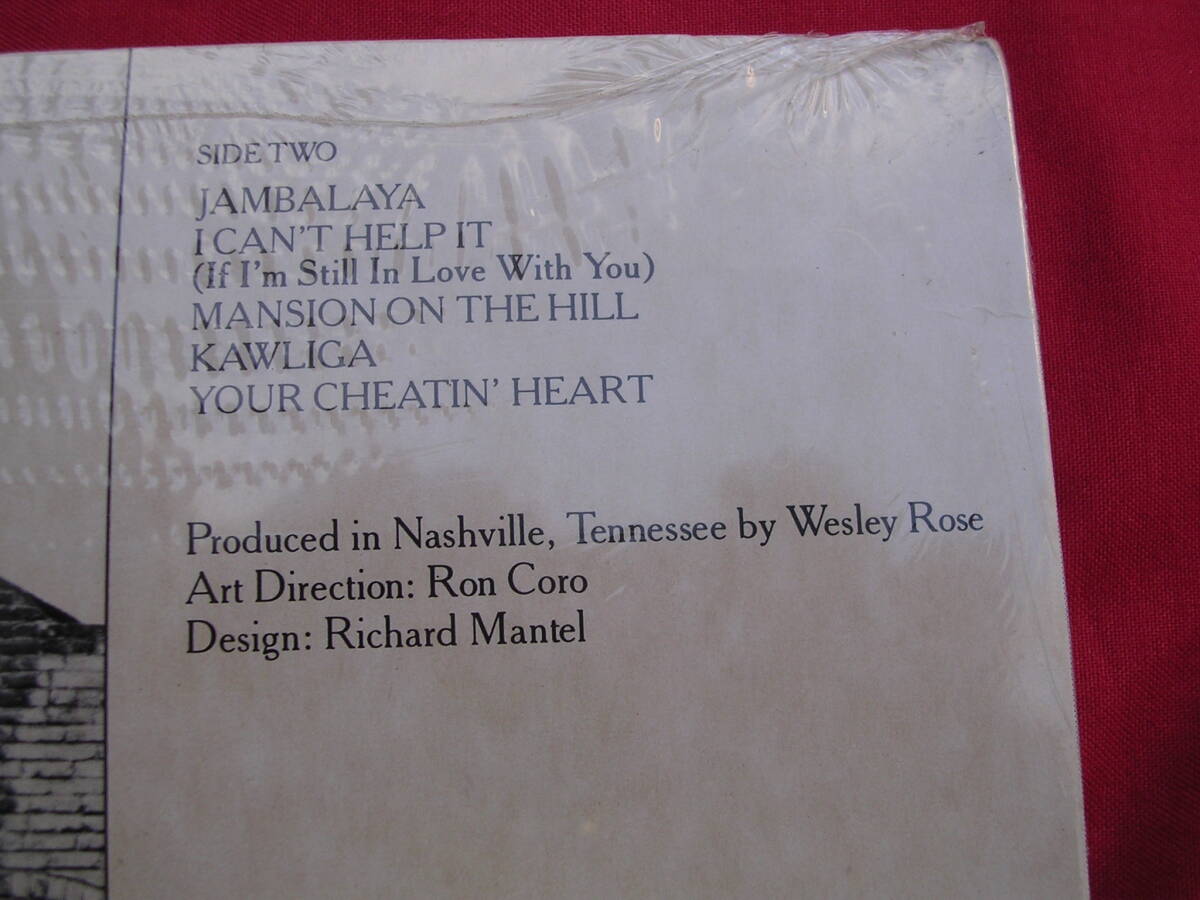 SIDE TWO
JAMBALAYA
I CAN'T HELP IT
(If I'm Still In Love With You)
MANSION ON THE HILL
KAWLIGA
YOUR CHEATIN' HEART
Produced in Nashville, Tennessee by Wesley Rose
Art Direction: Ron Coro
Design: Richard Mantel